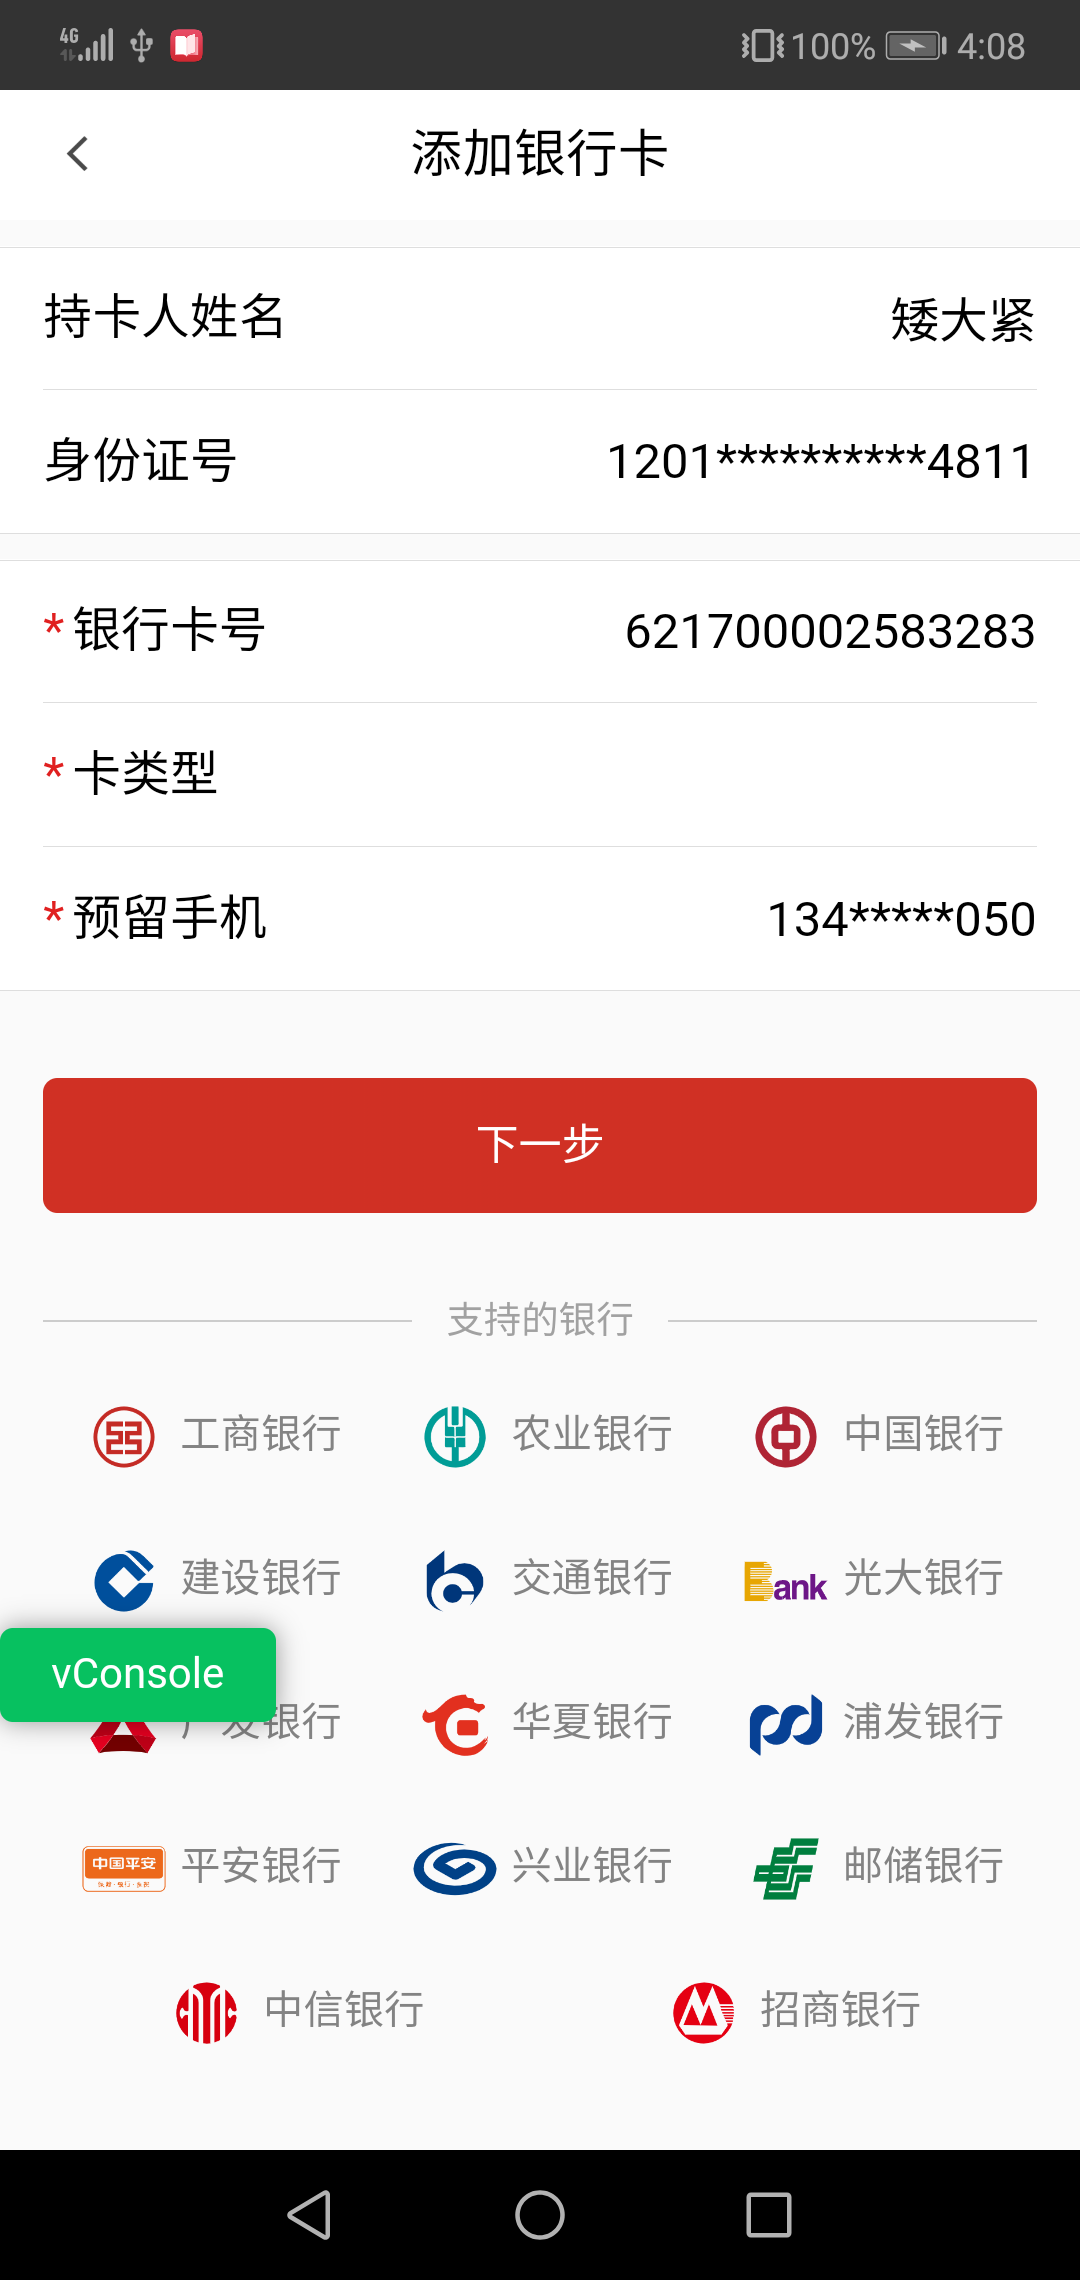 4G 100% 4:08
添加银行卡
持卡人姓名 矮大紧
身份证号 1201**********4811
*银行卡号 621700002583283
*卡类型
*预留手机 134*****050
下一步
支持的银行
工商银行 农业银行 中国银行
建设银行 交通银行 Bank 光大银行
vConsole
广发银行 华夏银行 浦发银行
中国平安 平安银行 兴业银行 邮储银行
中信银行 招商银行